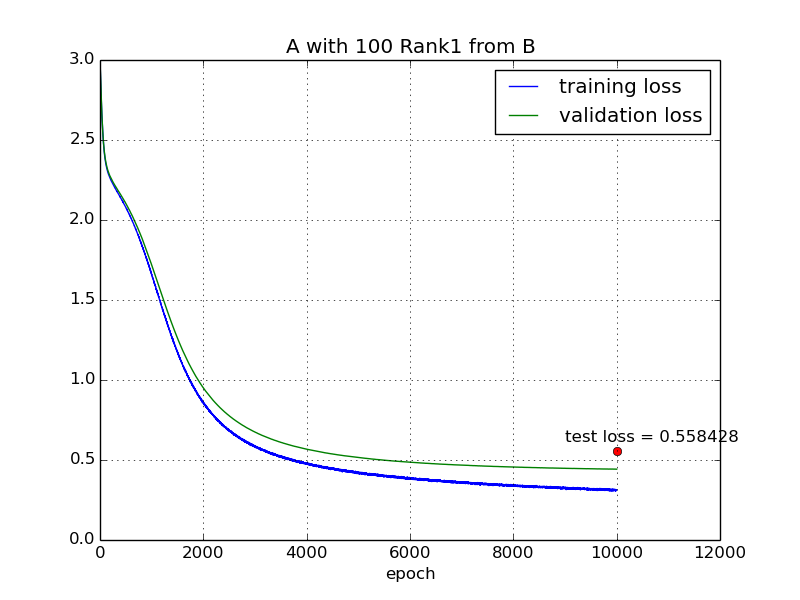 A with 100 Rank1 from B
3.0
2.5
2.0
1.5
1.0
0.5
0.0
training loss
validation loss
test loss = 0.558428
0 2000 4000 6000 8000 10000 12000
epoch